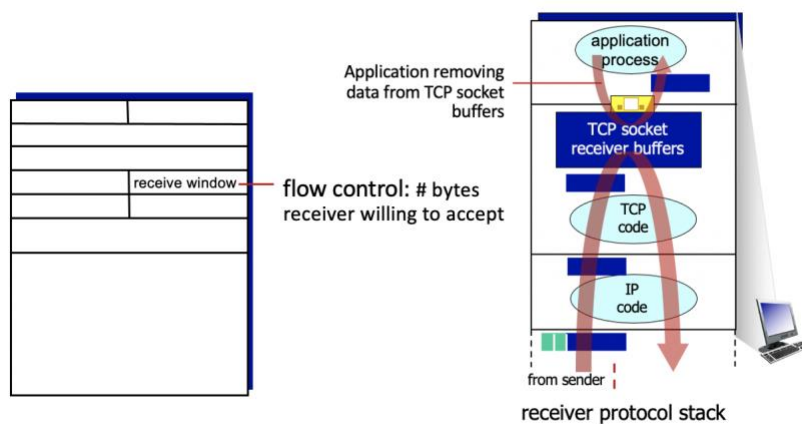 receive window
flow control: # bytes
receiver willing to accept
Application removing
data from TCP socket
buffers
application
process
TCP socket
receiver buffers
TCP
code
IP
code
from sender
receiver protocol stack